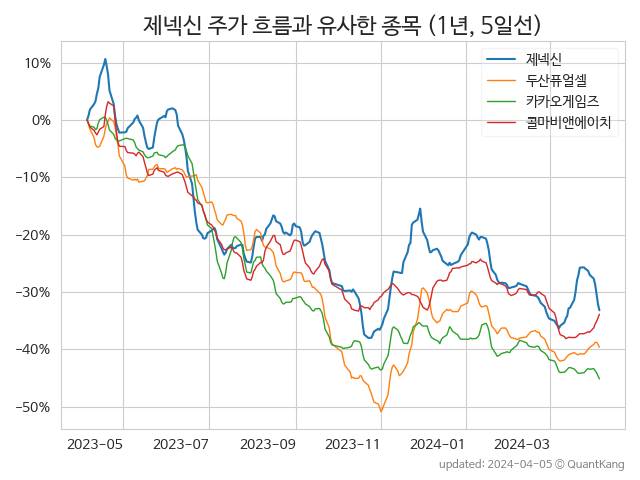 제넥신 주가 흐름과 유사한 종목 (1년, 5일선)
제넥신
두산퓨얼셀
카카오게임즈
콜마비앤에이치
10%
0%
−10%
−20%
−30%
−40%
−50%
2023-05
2023-07
2023-09
2023-11
2024-01
2024-03
updated: 2024-04-05 © QuantKang